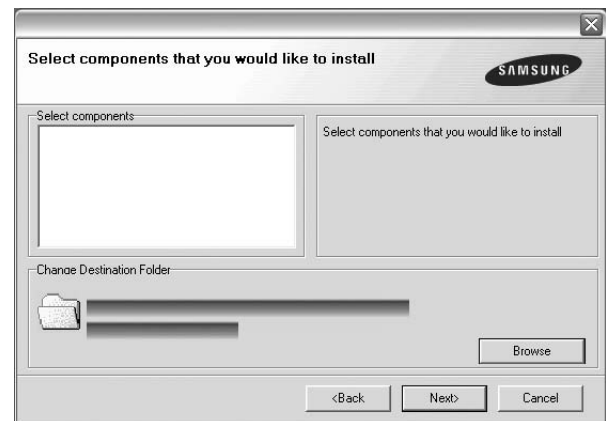 Select components that you would like to install
SAMSUNG
Select components
Select components that you would like to install
Change Destination Folder
Browse
<Back
Next>
Cancel